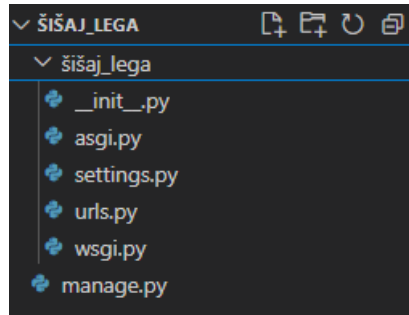 ŠIŠAJ_LEGA
šišaj_lega
__init__.py
asgi.py
settings.py
urls.py
wsgi.py
manage.py